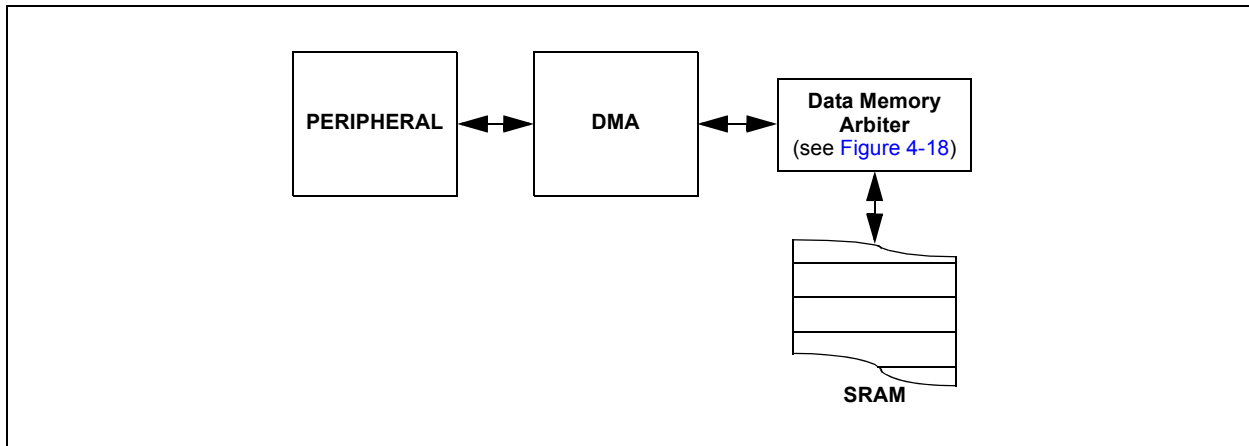 PERIPHERAL
DMA
Data Memory
Arbiter
(see Figure 4-18)
SRAM